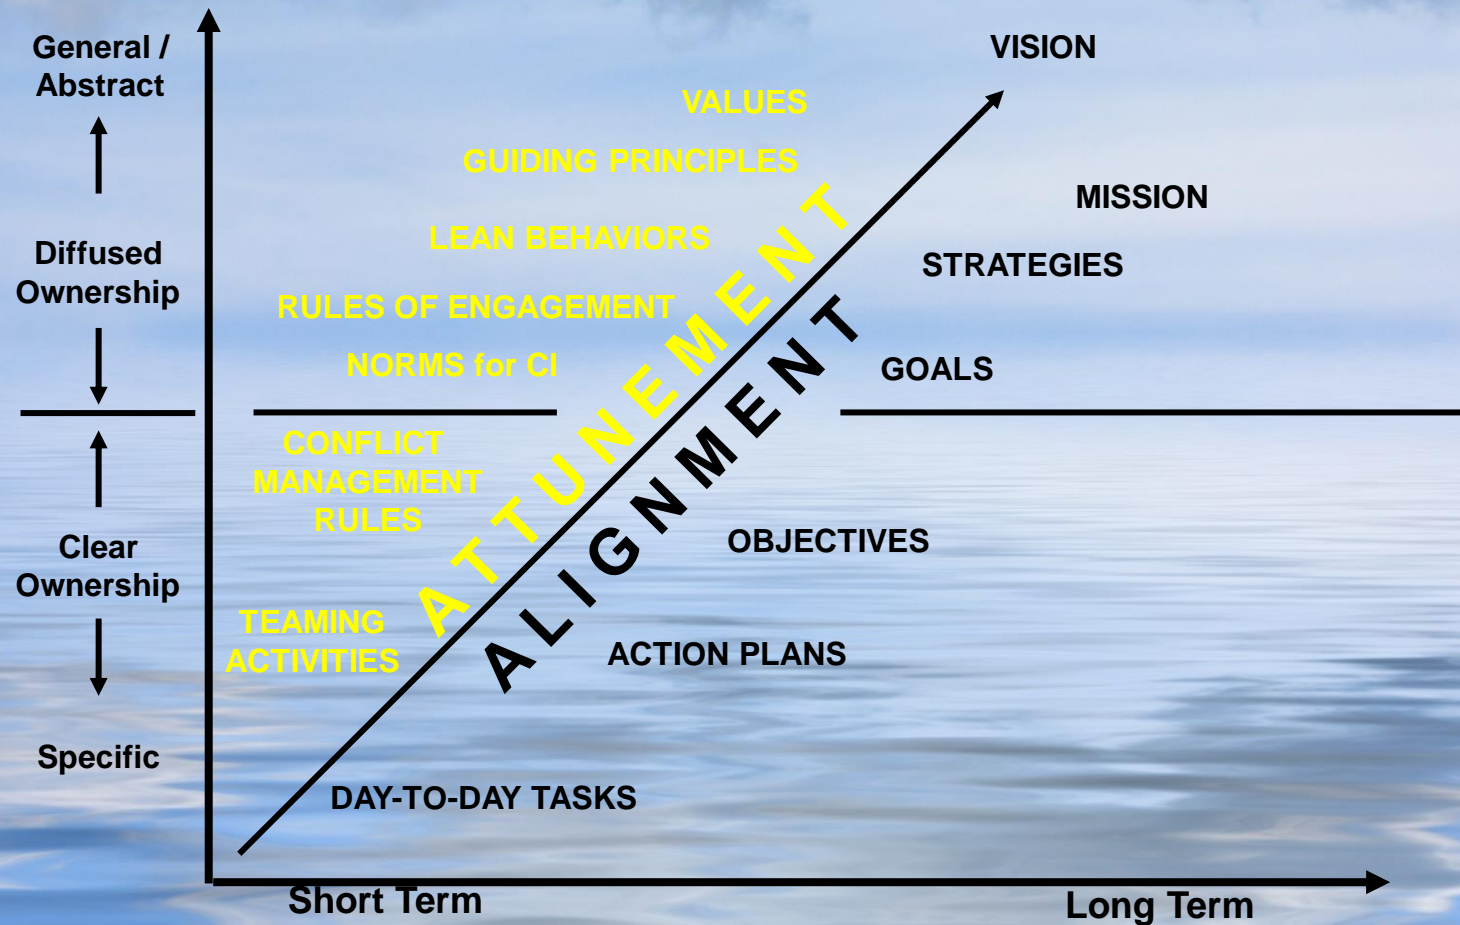 General /
Abstract
Diffused
Ownership
Clear
Ownership
Specific
VALUES
GUIDING PRINCIPLES
LEAN BEHAVIORS
RULES OF ENGAGEMENT
NORMS for CI
CONFLICT
MANAGEMENT
RULES
TEAMING
ACTIVITIES
ATTUNEMENT
ALIGNMENT
VISION
MISSION
STRATEGIES
GOALS
OBJECTIVES
ACTION PLANS
DAY-TO-DAY TASKS
Short Term
Long Term